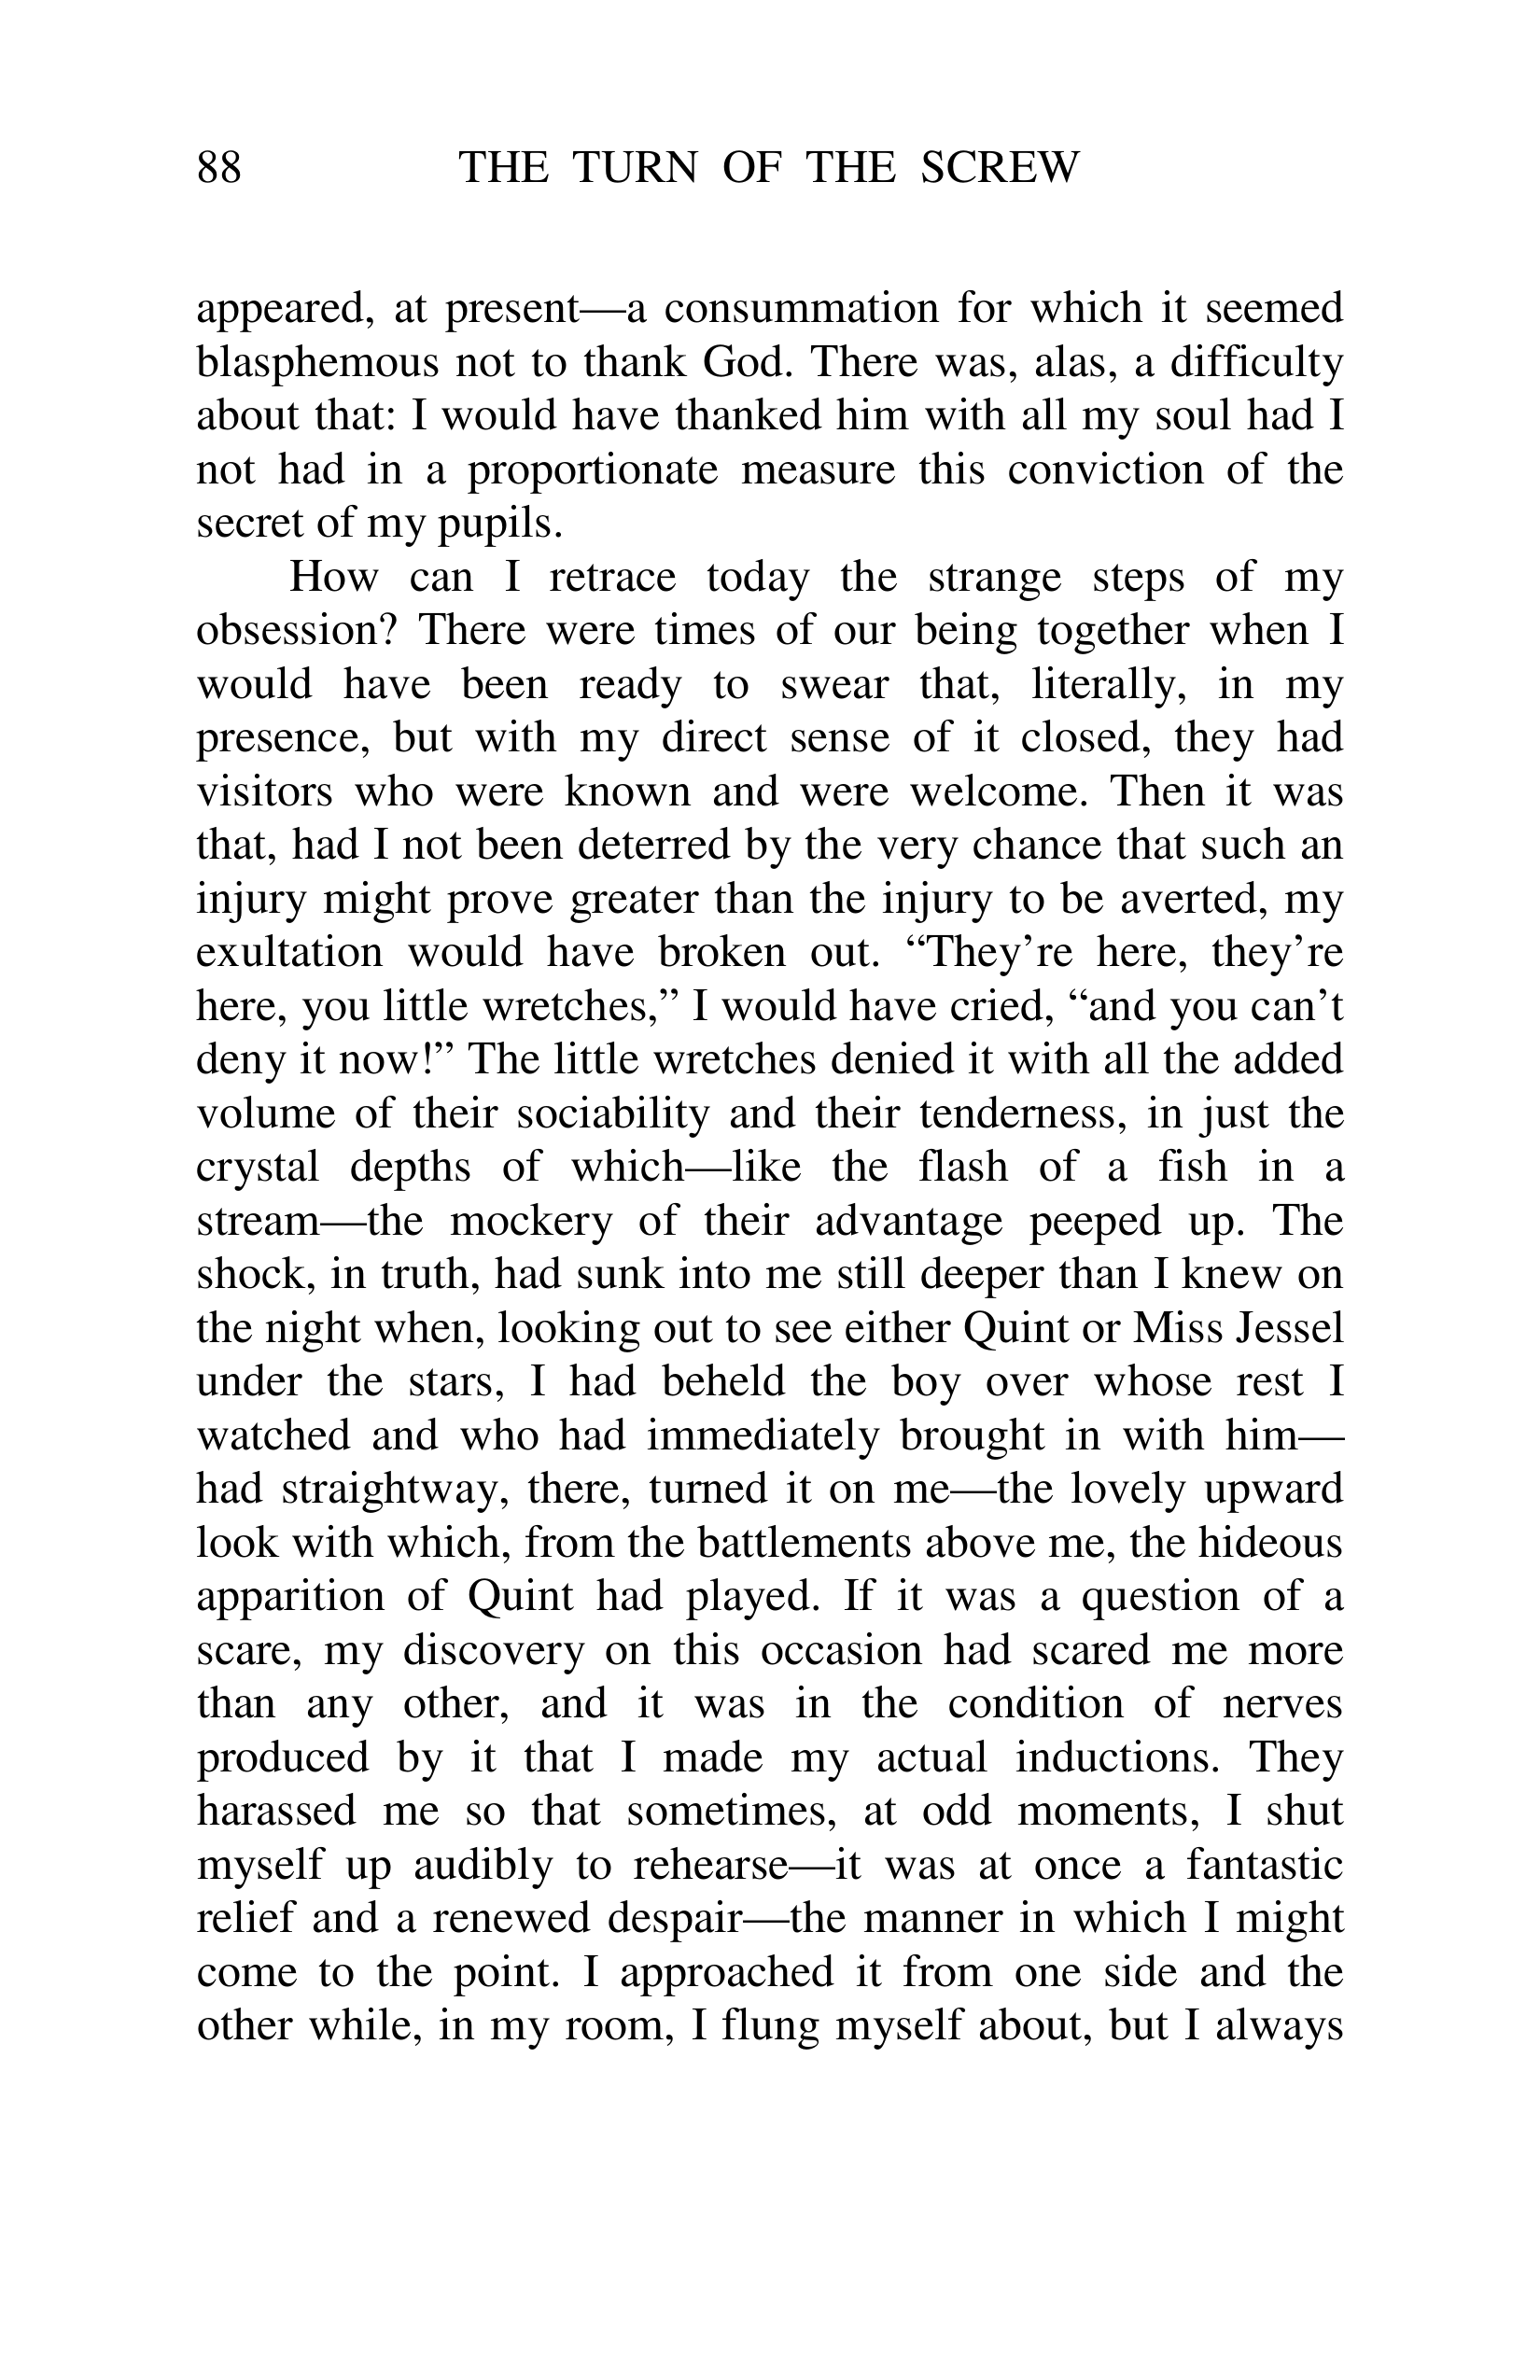 88 THE TURN OF THE SCREW
appeared, at present—a consummation for which it seemed
blasphemous not to thank God. There was, alas, a difficulty
about that: I would have thanked him with all my soul had I
not had in a proportionate measure this conviction of the
secret of my pupils.
How can I retrace today the strange steps of my
obsession? There were times of our being together when I
would have been ready to swear that, literally, in my
presence, but with my direct sense of it closed, they had
visitors who were known and were welcome. Then it was
that, had I not been deterred by the very chance that such an
injury might prove greater than the injury to be averted, my
exultation would have broken out. “They’re here, they’re
here, you little wretches,” I would have cried, “and you can’t
deny it now!” The little wretches denied it with all the added
volume of their sociability and their tenderness, in just the
crystal depths of which—like the flash of a fish in a
stream—the mockery of their advantage peeped up. The
shock, in truth, had sunk into me still deeper than I knew on
the night when, looking out to see either Quint or Miss Jessel
under the stars, I had beheld the boy over whose rest I
watched and who had immediately brought in with him—
had straightway, there, turned it on me—the lovely upward
look with which, from the battlements above me, the hideous
apparition of Quint had played. If it was a question of a
scare, my discovery on this occasion had scared me more
than any other, and it was in the condition of nerves
produced by it that I made my actual inductions. They
harassed me so that sometimes, at odd moments, I shut
myself up audibly to rehearse—it was at once a fantastic
relief and a renewed despair—the manner in which I might
come to the point. I approached it from one side and the
other while, in my room, I flung myself about, but I always